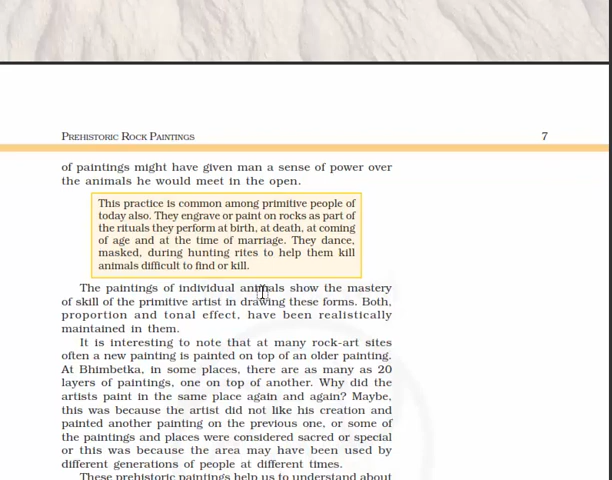 PREHISTORIC ROCK PAINTINGS 7
of paintings might have given man a sense of power over
the animals he would meet in the open.
This practice is common among primitive people of
today also. They engrave or paint on rocks as part of
the rituals they perform at birth, at death, at coming
of age and at the time of marriage. They dance,
masked, during hunting rites to help them kill
animals difficult to find or kill.
The paintings of individual animals show the mastery
of skill of the primitive artist in drawing these forms. Both,
proportion and tonal effect, have been realistically
maintained in them.
It is interesting to note that at many rock-art sites
often a new painting is painted on top of an older painting.
At Bhimbetka, in some places, there are as many as 20
layers of paintings, one on top of another. Why did the
artists paint in the same place again and again? Maybe,
this was because the artist did not like his creation and
painted another painting on the previous one, or some of
the paintings and places were considered sacred or special
or this was because the area may have been used by
different generations of people at different times.
These prehistoric paintings help us to understand about